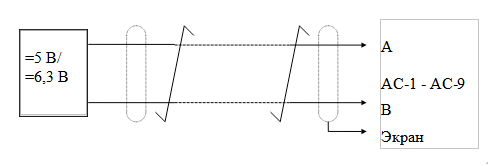 =5 В/
=6,3 В
А
АС-1 - АС-9
В
Экран